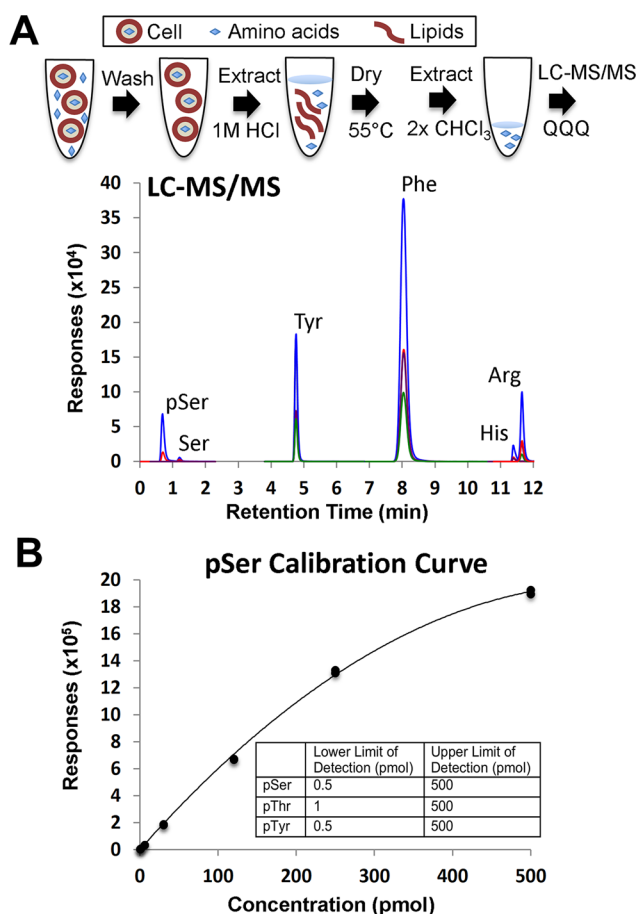 A
Cell Amino acids Lipids
Wash Extract Dry Extract LC-MS/MS
1M HCl 55°C 2x CHCl₃ QQQ
LC-MS/MS
Responses (x10⁴)
40
35
30
25
20
15
10
5
0
pSer
Ser
Tyr
Phe
His
Arg
0 1 2 3 4 5 6 7 8 9 10 11 12
Retention Time (min)
B
pSer Calibration Curve
Responses (x10⁵)
20
18
16
14
12
10
8
6
4
2
0
Lower Limit of Upper Limit of
Detection (pmol) Detection (pmol)
pSer 0.5 500
pThr 1 500
pTyr 0.5 500
0 100 200 300 400 500
Concentration (pmol)